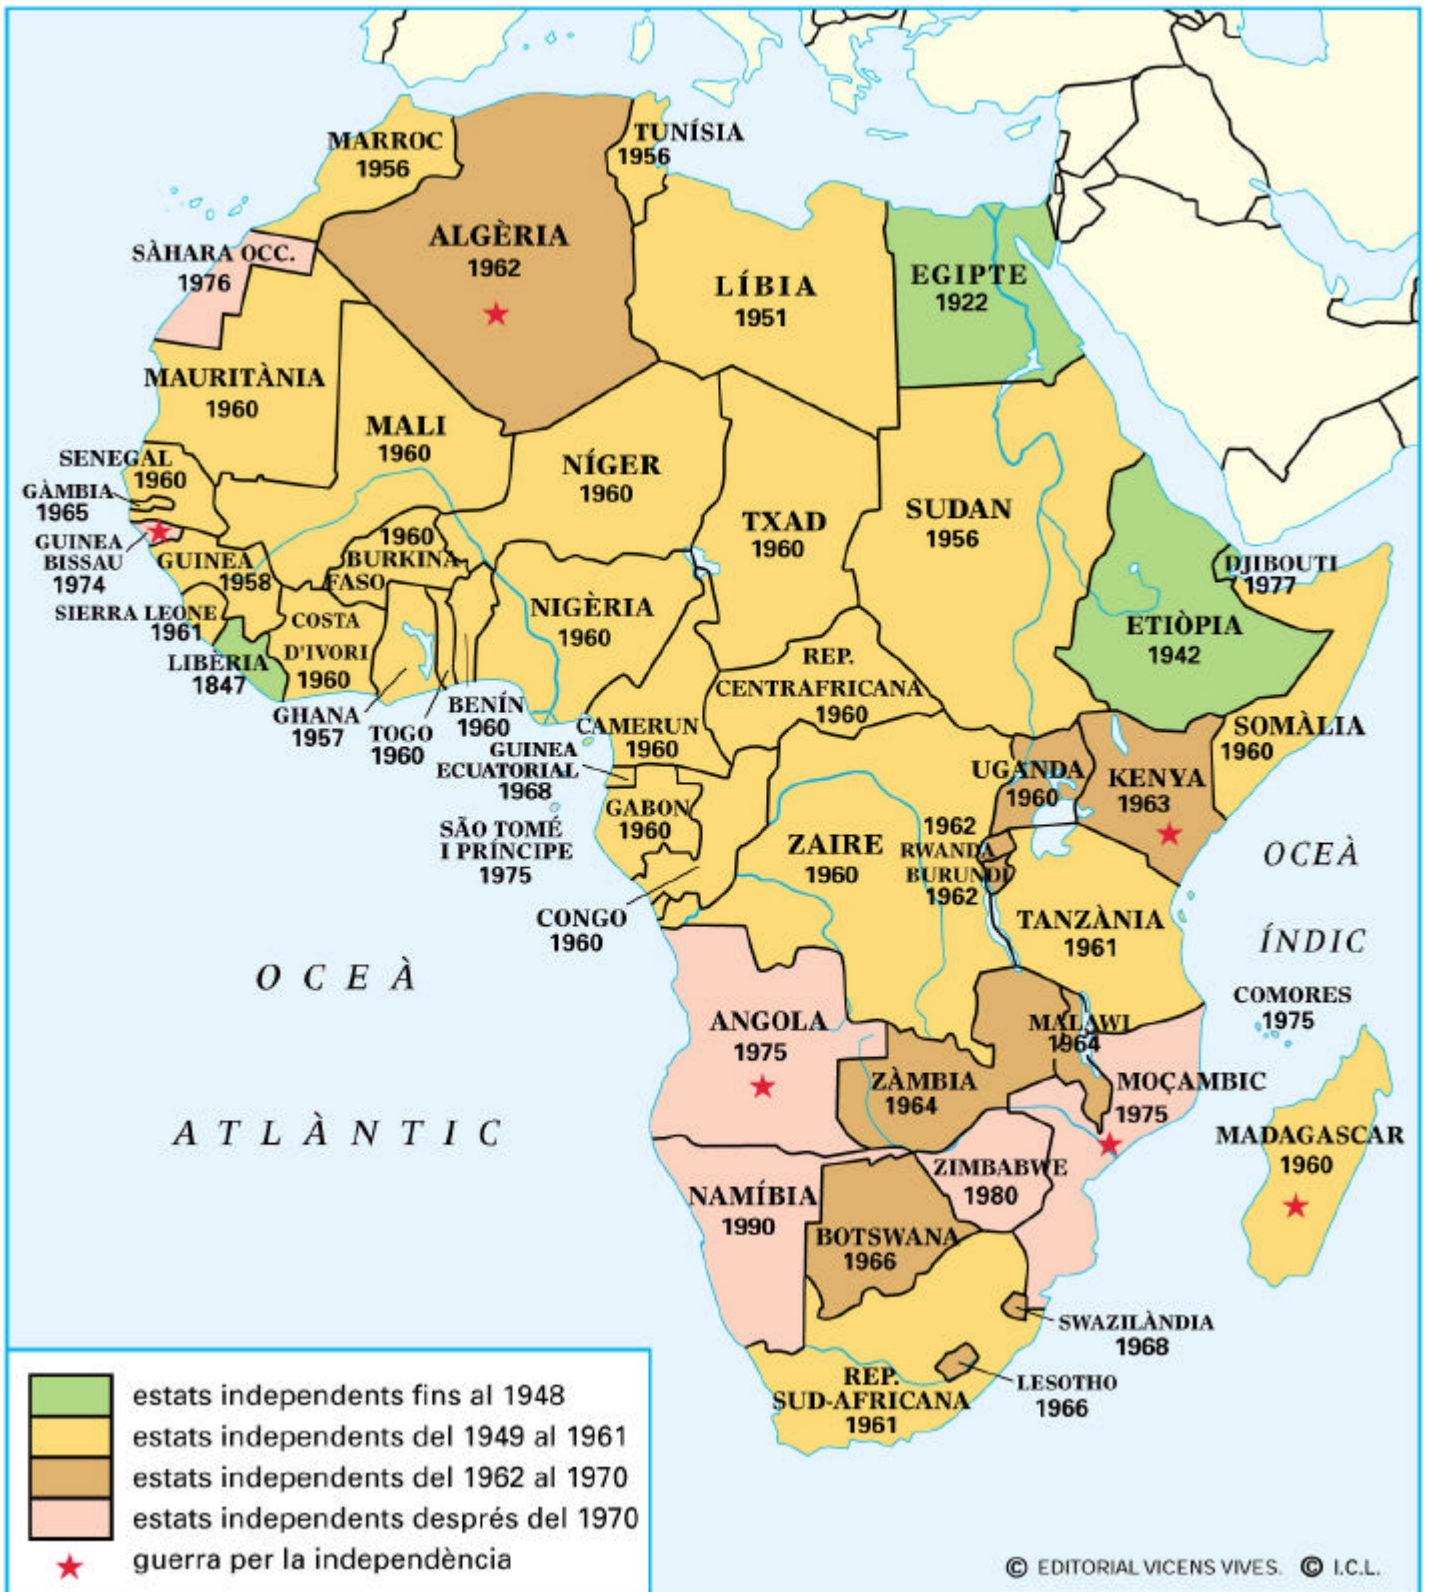 MARROC
1956
TUNÍSIA
1956
ALGÈRIA
1962
SÀHARA OCC.
1976
LÍBIA
1951
EGIPTE
1922
MAURITÀNIA
1960
MALI
1960
NÍGER
1960
TXAD
1960
SUDAN
1956
SENEGAL
1960
GÀMBIA
1965
GUINEA
BISSAU
1974
GUINEA
1958
1960
BURKINA
FASO
SIERRA LEONE
1961
LIBÈRIA
1847
COSTA
D'IVORI
1960
GHANA
1957
TOGO
1960
BENÍN
1960
NIGÈRIA
1960
DJIBOUTI
1977
ETIÒPIA
1942
REP.
CENTRAFRICANA
1960
CAMERUN
1960
GUINEA
ECUATORIAL
1968
SOMÀLIA
1960
UGANDA
1960
KENYA
1963
GABON
1960
SÃO TOMÉ
I PRÍNCIPE
1975
ZAIRE
1960
1962
RWANDA
BURUNDI
1962
CONGO
1960
TANZÀNIA
1961
OCEÀ
ÍNDIC
OCEÀ
ATLÀNTIC
COMORES
1975
ANGOLA
1975
MALAWI
1964
ZÀMBIA
1964
MOÇAMBIC
1975
MADAGASCAR
1960
ZIMBABWE
1980
NAMÍBIA
1990
BOTSWANA
1966
SWAZILÀNDIA
1968
LESOTHO
1966
REP.
SUD-AFRICANA
1961
estats independents fins al 1948
estats independents del 1949 al 1961
estats independents del 1962 al 1970
estats independents després del 1970
guerra per la independència
© EDITORIAL VICENS VIVES. © I.C.L.